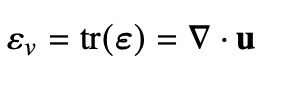 𝜺ᵥ = tr(𝜺) = ∇ · 𝐮